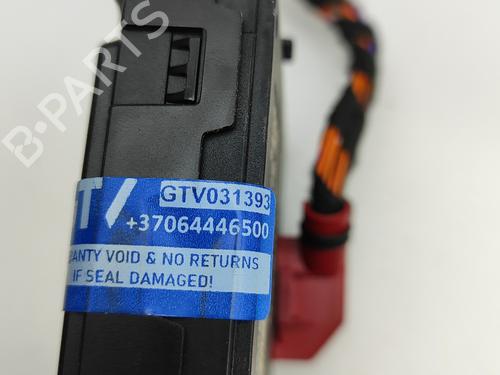 B-PARTS
T/
GTV031393
+37064446500
ANTY VOID & NO RETURNS
IF SEAL DAMAGED!